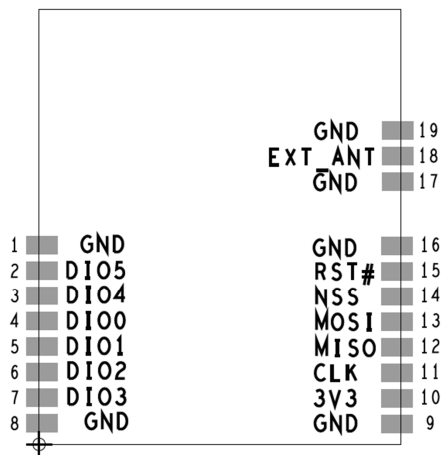 GND 19
EXT_ANT 18
GND 17
1 GND GND 16
2 DIO5 RST# 15
3 DIO4 NSS 14
4 DIO0 MOSI 13
5 DIO1 MISO 12
6 DIO2 CLK 11
7 DIO3 3V3 10
8 GND GND 9